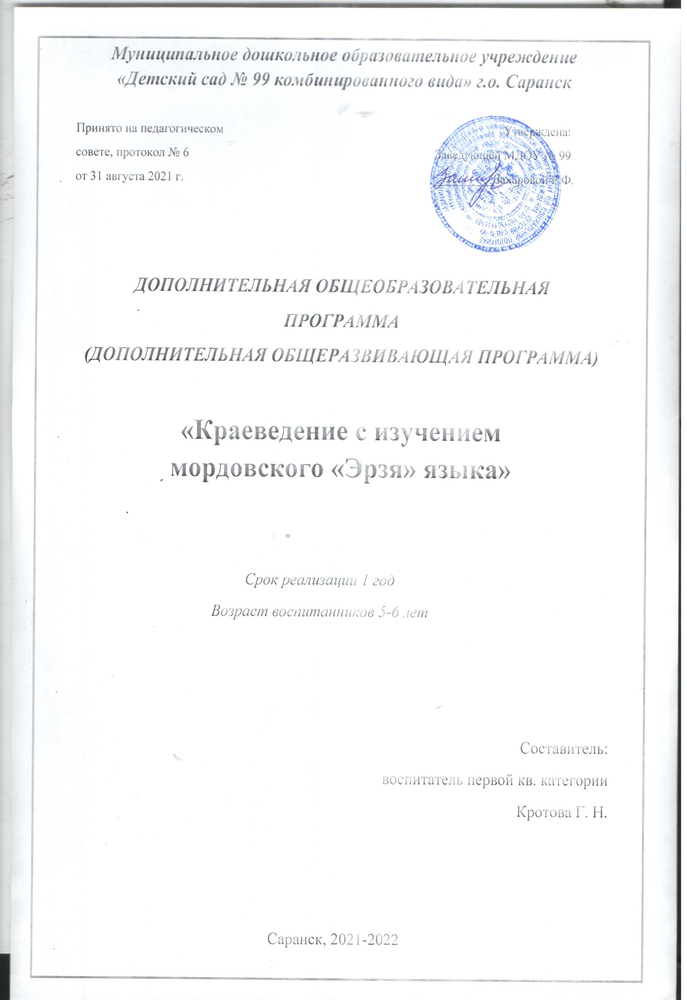 Муниципальное дошкольное образовательное учреждение
«Детский сад № 99 комбинированного вида» г.о. Саранск
Принято на педагогическом
совете, протокол № 6
от 31 августа 2021 г.
Утверждена:
Заведующей МДОУ № 99
Захаровой Р.Ф.
ДОПОЛНИТЕЛЬНАЯ ОБЩЕОБРАЗОВАТЕЛЬНАЯ
ПРОГРАММА
(ДОПОЛНИТЕЛЬНАЯ ОБЩЕРАЗВИВАЮЩАЯ ПРОГРАММА)
«Краеведение с изучением
мордовского «Эрзя» языка»
Срок реализации 1 год
Возраст воспитанников 5-6 лет
Составитель:
воспитатель первой кв. категории
Кротова Г. Н.
Саранск, 2021-2022